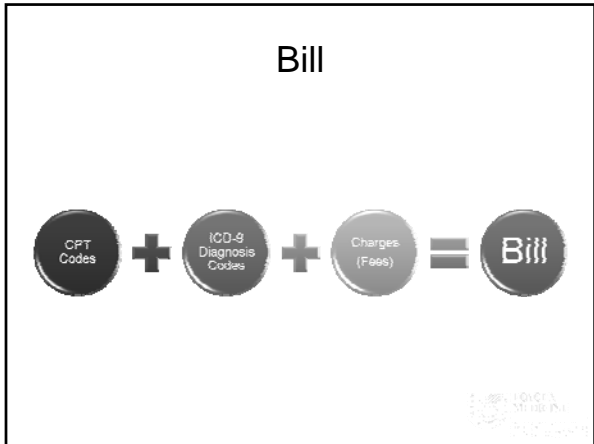 Bill
CPT
Codes
ICD-9
Diagnosis
Codes
Charges
(Fees)
Bill